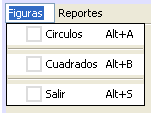 Figuras Reportes
Circulos Alt+A
Cuadrados Alt+B
Salir Alt+S